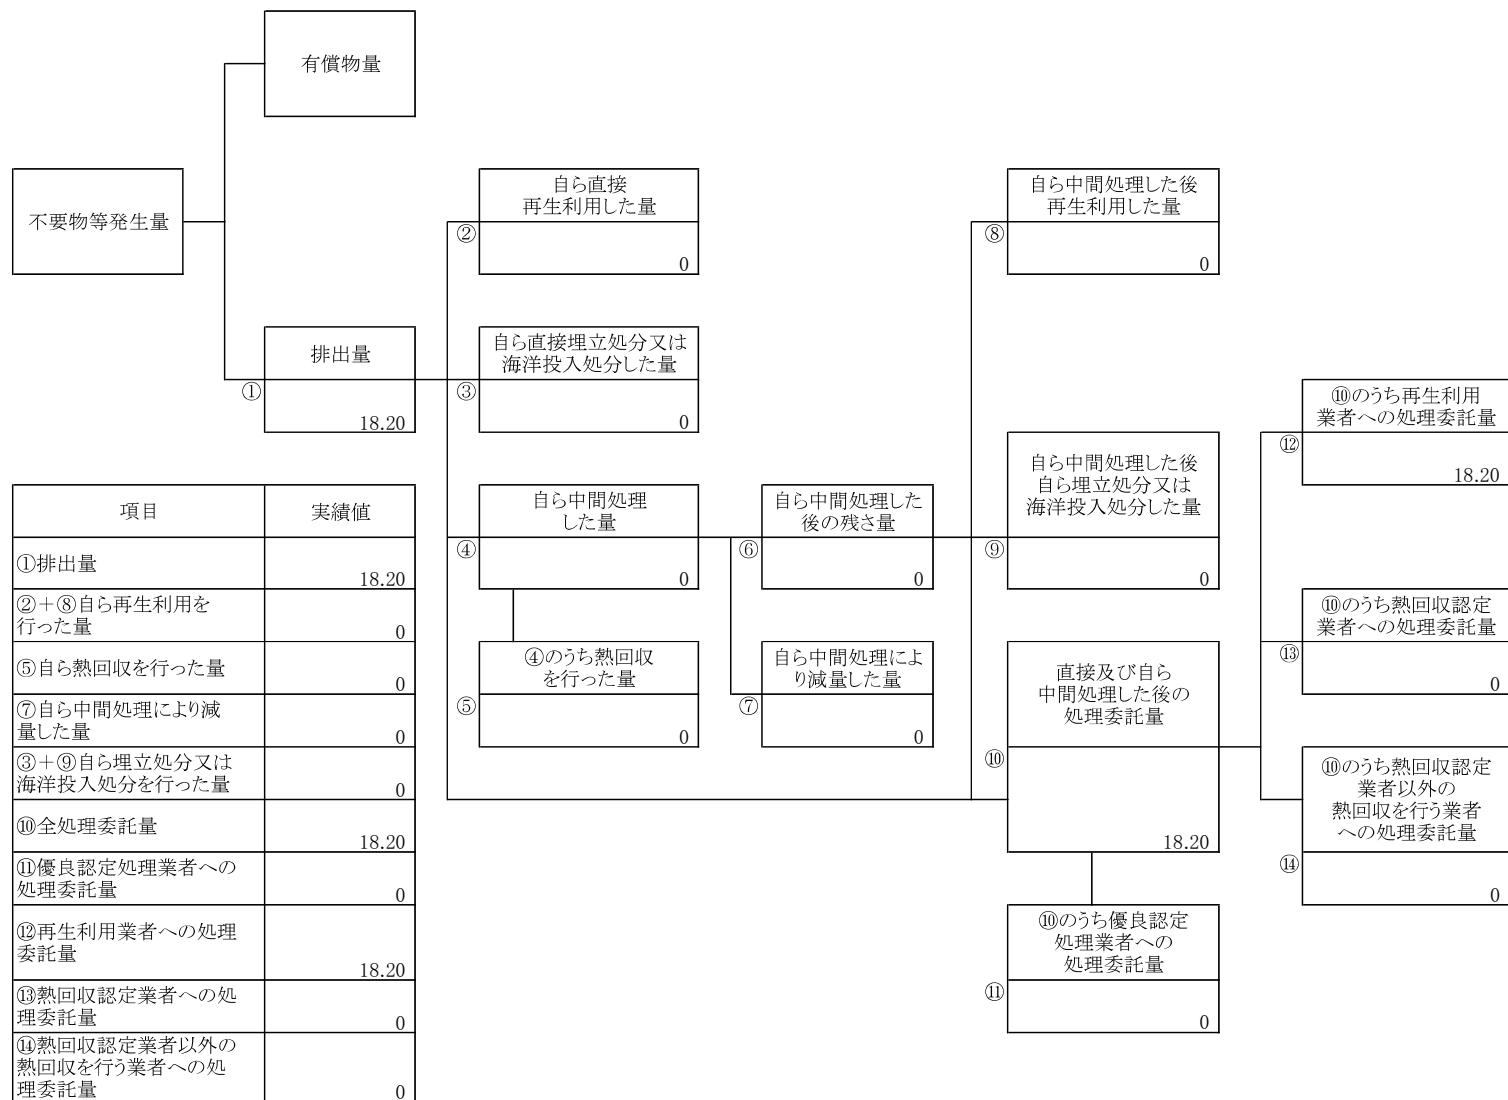 有償物量
不要物等発生量
自ら直接
再生利用した量
②
0
自ら中間処理した後
再生利用した量
⑧
0
排出量
①
18.20
自ら直接埋立処分又は
海洋投入処分した量
③
0
⑩のうち再生利用
業者への処理委託量
⑫
18.20
自ら中間処理
した量
④
0
自ら中間処理した
後の残さ量
⑥
0
自ら中間処理した後
自ら埋立処分又は
海洋投入処分した量
⑨
0
⑩のうち熱回収認定
業者への処理委託量
⑬
0
④のうち熱回収
を行った量
⑤
0
自ら中間処理によ
り減量した量
⑦
0
直接及び自ら
中間処理した後の
処理委託量
⑩
18.20
⑩のうち熱回収認定
業者以外の
熱回収を行う業者
への処理委託量
⑭
0
⑩のうち優良認定
処理業者への
処理委託量
⑪
0
項目 実績値
①排出量 18.20
②+⑧自ら再生利用を
行った量 0
⑤自ら熱回収を行った量 0
⑦自ら中間処理により減
量した量 0
③+⑨自ら埋立処分又は
海洋投入処分を行った量 0
⑩全処理委託量 18.20
⑪優良認定処理業者への
処理委託量 0
⑫再生利用業者への処理
委託量 18.20
⑬熱回収認定業者への処
理委託量 0
⑭熱回収認定業者以外の
熱回収を行う業者への処
理委託量 0